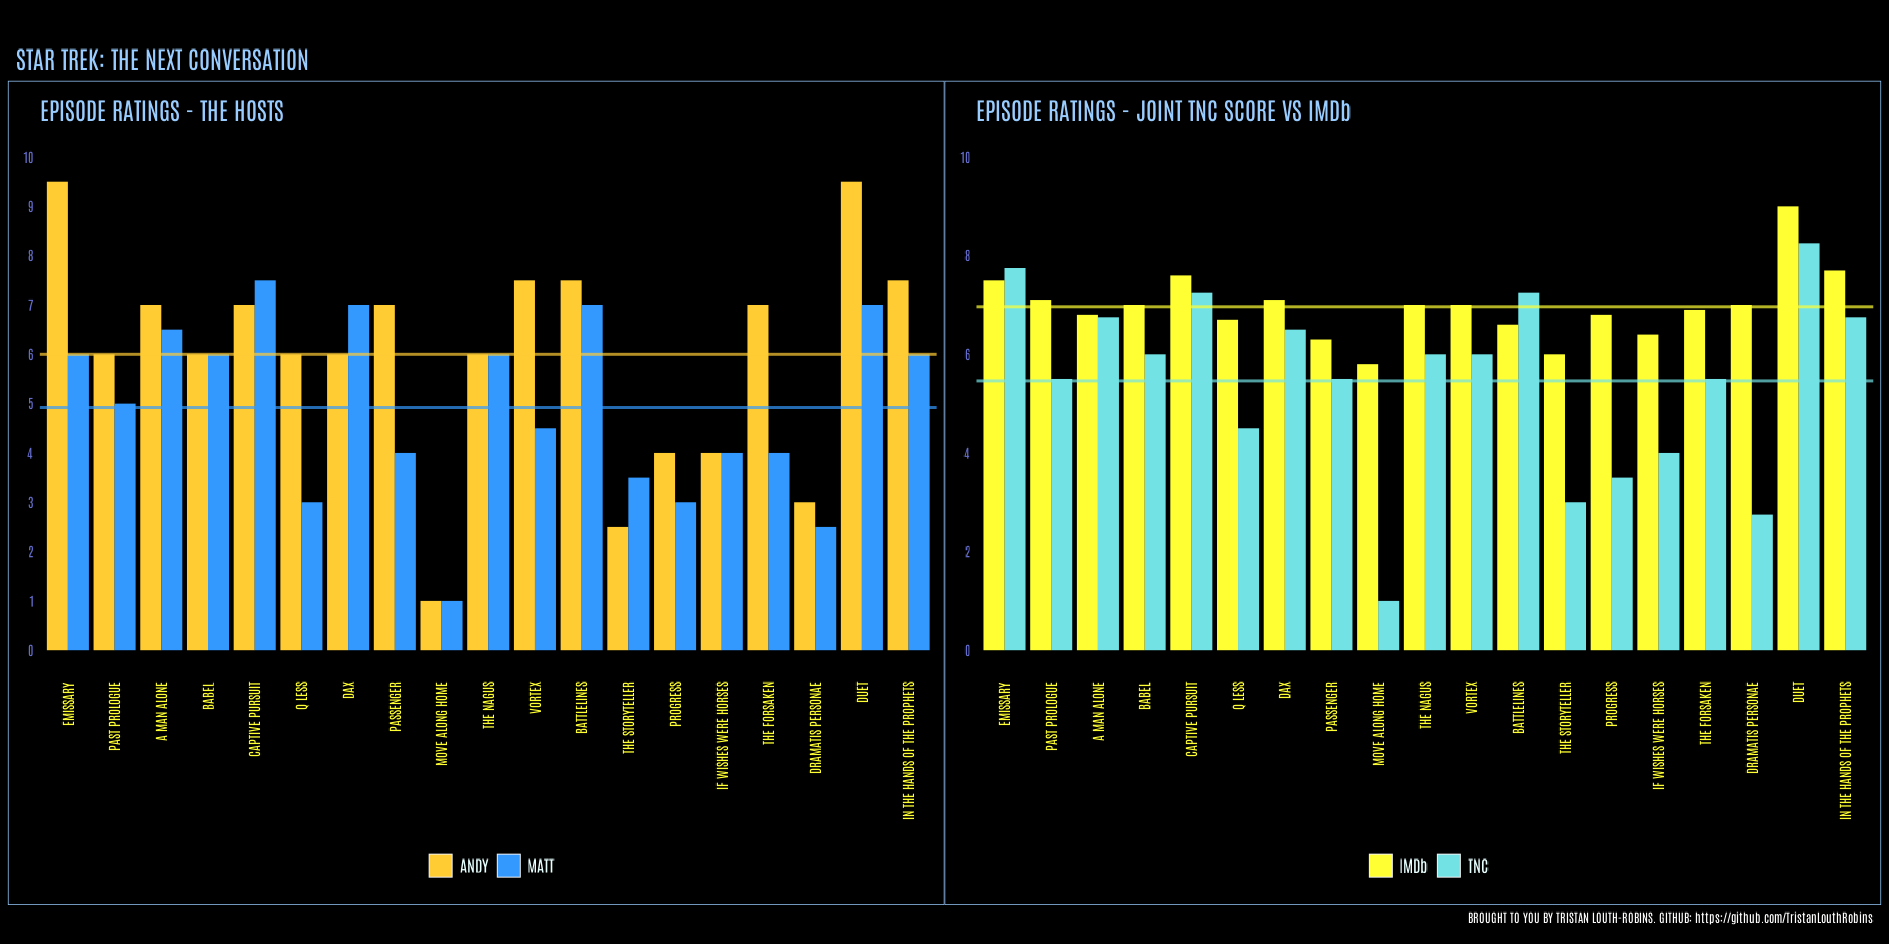 STAR TREK: THE NEXT CONVERSATION
EPISODE RATINGS - THE HOSTS
10
9
8
7
6
5
4
3
2
1
0
EMISSARY
PAST PROLOGUE
A MAN ALONE
BABEL
CAPTIVE PURSUIT
Q LESS
DAX
PASSENGER
MOVE ALONG HOME
THE NAGUS
VORTEX
BATTLELINES
THE STORYTELLER
PROGRESS
IF WISHES WERE HORSES
THE FORSAKEN
DRAMATIS PERSONAE
DUET
IN THE HANDS OF THE PROPHETS
ANDY MATT
EPISODE RATINGS - JOINT TNC SCORE VS IMDb
10
8
6
4
2
0
EMISSARY
PAST PROLOGUE
A MAN ALONE
BABEL
CAPTIVE PURSUIT
Q LESS
DAX
PASSENGER
MOVE ALONG HOME
THE NAGUS
VORTEX
BATTLELINES
THE STORYTELLER
PROGRESS
IF WISHES WERE HORSES
THE FORSAKEN
DRAMATIS PERSONAE
DUET
IN THE HANDS OF THE PROPHETS
IMDb TNC
BROUGHT TO YOU BY TRISTAN LOUTH-ROBINS. GITHUB: https://github.com/TristanLouthRobins